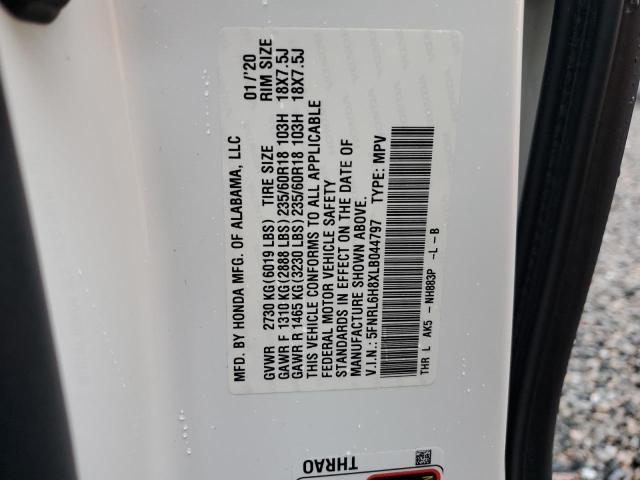 MFD. BY HONDA MFG. OF ALABAMA, LLC 01/'20
GVWR 2730 KG(6019 LBS) TIRE SIZE RIM SIZE
GAWR F 1310 KG(2888 LBS) 235/60R18 103H 18X7.5J
GAWR R 1465 KG(3230 LBS) 235/60R18 103H 18X7.5J
THIS VEHICLE CONFORMS TO ALL APPLICABLE
FEDERAL MOTOR VEHICLE SAFETY
STANDARDS IN EFFECT ON THE DATE OF
MANUFACTURE SHOWN ABOVE.
V.I.N.: 5FNRL6H8XLB044797 TYPE: MPV
THR L AK5 - NH883P -L-B
THRAO